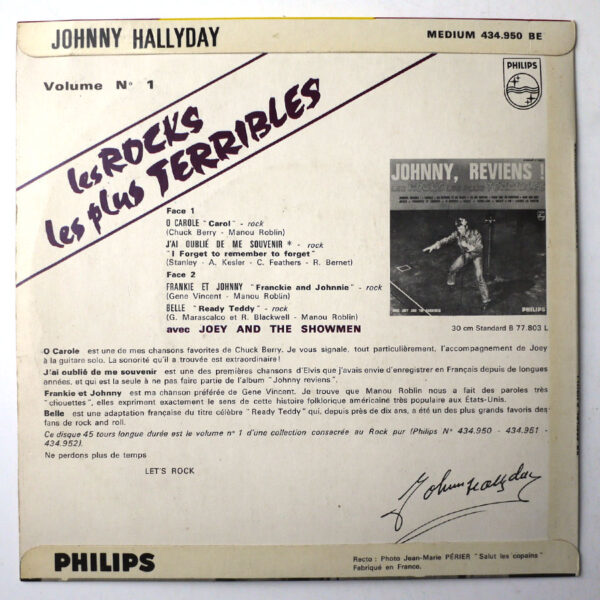 JOHNNY HALLYDAY
MEDIUM 434.950 BE
Volume N° 1
PHILIPS
les ROCKS
les plus TERRIBLES
JOHNNY, REVIENS !
LES ROCKS LES PLUS TERRIBLES
Face 1
O CAROLE "Carol" - rock
(Chuck Berry - Manou Roblin)
J'AI OUBLIÉ DE ME SOUVENIR * - rock
"I Forget to remember to forget"
(Stanley - A. Kesler - C. Feathers - R. Bernet)
Face 2
FRANKIE ET JOHNNY "Franckie and Johnnie" - rock
(Gene Vincent - Manou Roblin)
BELLE "Ready Teddy" - rock
(G. Marascalco et R. Blackwell - Manou Roblin)
avec JOEY AND THE SHOWMEN
AVEC JOEY AND THE SHOWMEN
PHILIPS
30 cm Standard B 77.803 L
O Carole est une de mes chansons favorites de Chuck Berry. Je vous signale, tout particulièrement, l'accompagnement de Joey
à la guitare solo. La sonorité qu'il a trouvée est extraordinaire !
J'ai oublié de me souvenir est une des premières chansons d'Elvis que j'avais envie d'enregistrer en Français depuis de longues
années, et qui est la seule à ne pas faire partie de l'album "Johnny reviens".
Frankie et Johnny est ma chanson préférée de Gene Vincent. Je trouve que Manou Roblin nous a fait des paroles très
"chouettes", elles expriment exactement le sens de cette histoire folklorique américaine très populaire aux États-Unis.
Belle est une adaptation française du titre célèbre "Ready Teddy" qui, depuis près de dix ans, a été un des plus grands favoris des
fans de rock and roll.
Ce disque 45 tours longue durée est le volume n° 1 d'une collection consacrée au Rock pur (Philips N° 434.950 - 434.951 -
434.952).
Ne perdons plus de temps
LET'S ROCK
Johnny Hallyday
PHILIPS
Recto : Photo Jean-Marie PÉRIER "Salut les copains"
Fabriqué en France.